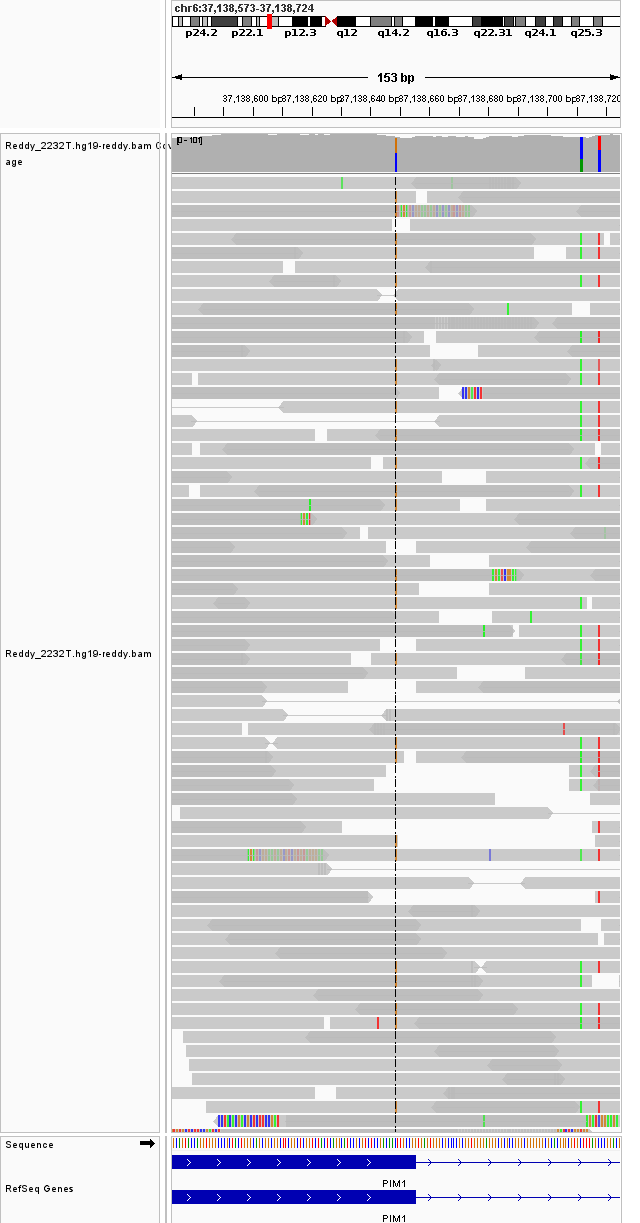 chr6:37,138,573-37,138,724
p24.2 p22.1 p12.3 q12 q14.2 q16.3 q22.31 q24.1 q25.3
153 bp
37,138,600 bp 37,138,620 bp 37,138,640 bp 37,138,660 bp 37,138,680 bp 37,138,700 bp 37,138,720
Reddy_2232T.hg19-reddy.bam Cov
age
[0 - 101]
Reddy_2232T.hg19-reddy.bam
Sequence
PIM1
RefSeq Genes
PIM1